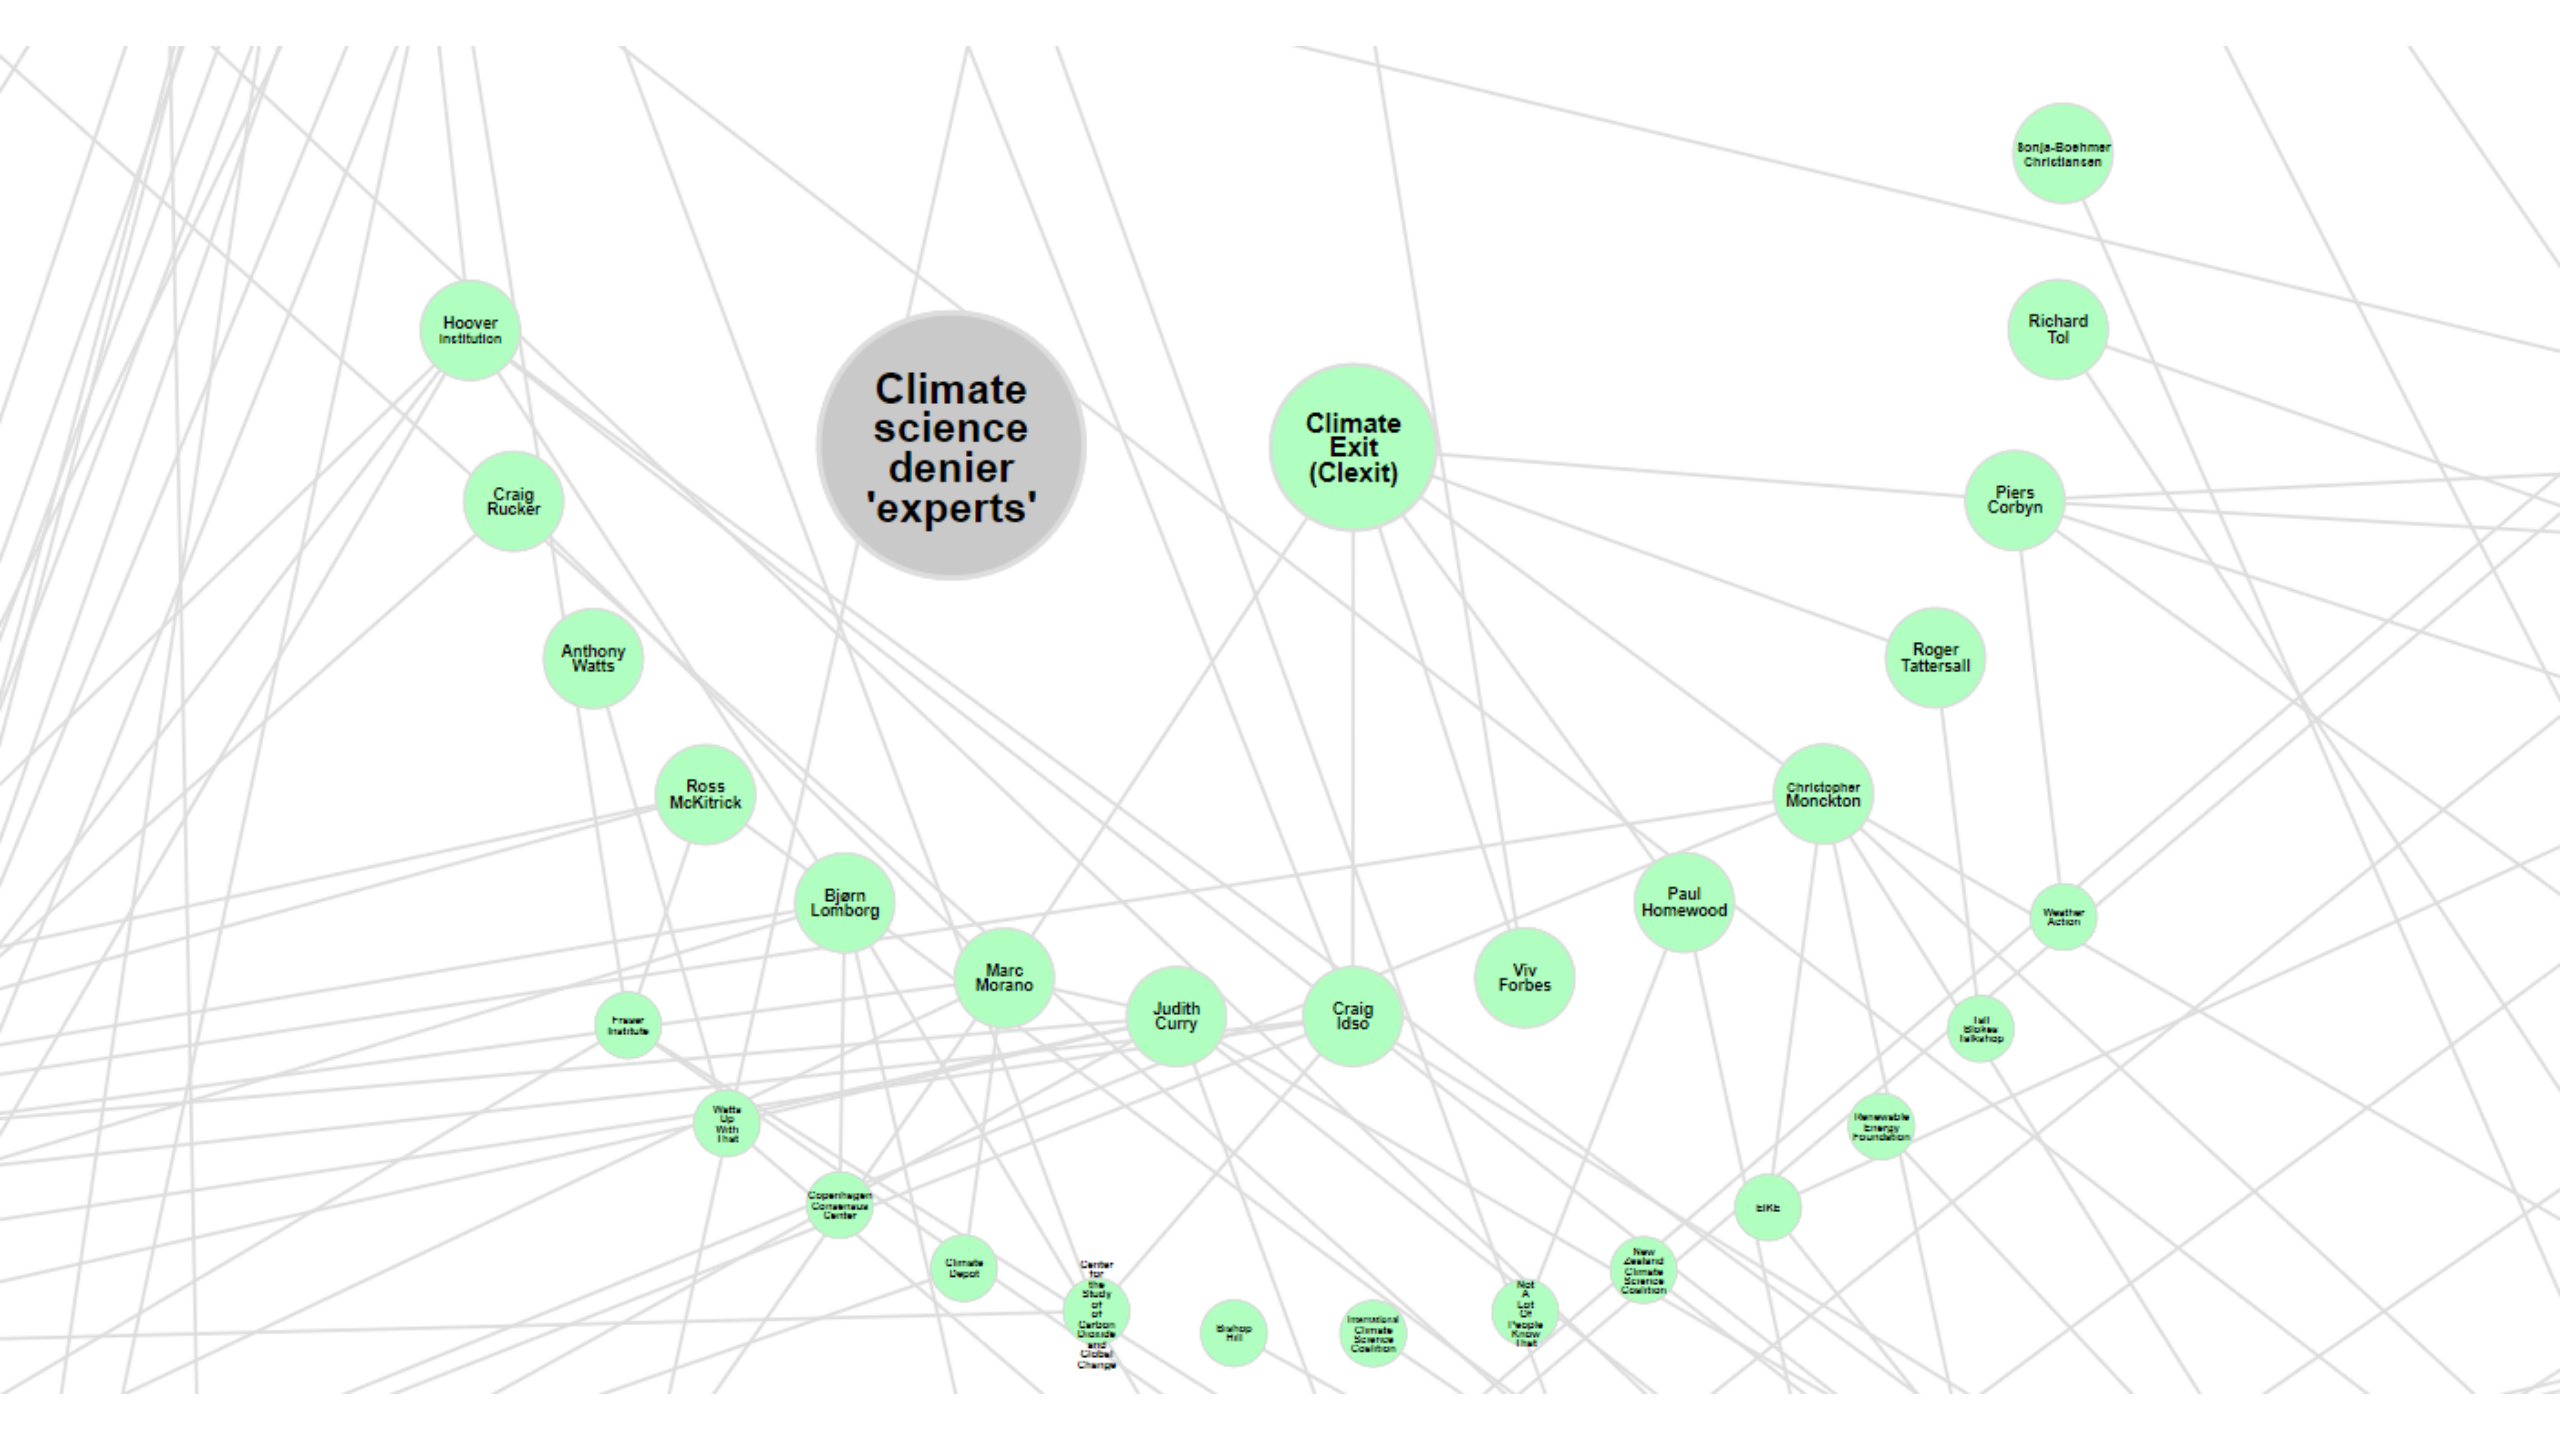 Sonja-Boehmer
Christiansen
Hoover
Institution
Richard
Tol
Climate
science
denier
'experts'
Climate
Exit
(Clexit)
Craig
Rucker
Piers
Corbyn
Anthony
Watts
Roger
Tattersall
Ross
McKitrick
Christopher
Monckton
Bjørn
Lomborg
Paul
Homewood
Marc
Morano
Viv
Forbes
Weather
Action
Judith
Curry
Craig
Idso
Fraser
Institute
Tall
Blokes
Talkshop
Watts
Up
With
That
Renewable
Energy
Foundation
Copenhagen
Consensus
Center
EIKE
Climate
Depot
New
Zealand
Climate
Science
Coalition
Center
for
the
Study
of
of
Carbon
Dioxide
and
Global
Change
Bishop
Hill
International
Climate
Science
Coalition
Not
A
Lot
Of
People
Know
That